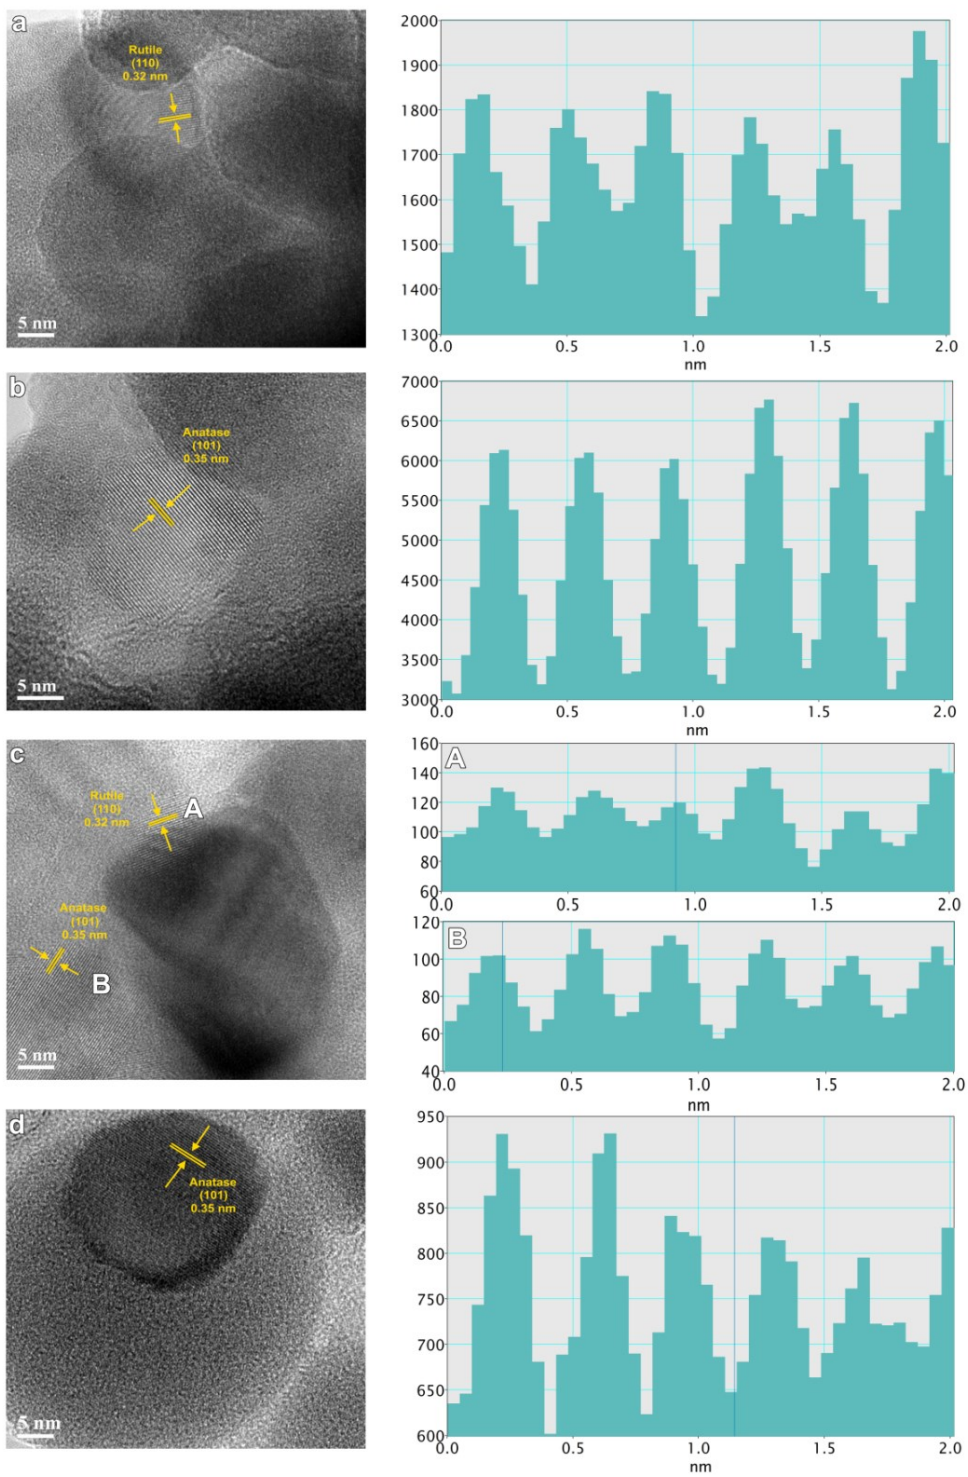 a
Rutile
(110)
0.32 nm
5 nm
2000
1900
1800
1700
1600
1500
1400
1300
0.0 0.5 1.0 1.5 2.0
nm
b
Anatase
(101)
0.35 nm
5 nm
7000
6500
6000
5500
5000
4500
4000
3500
3000
0.0 0.5 1.0 1.5 2.0
nm
c
Rutile
(110)
0.32 nm
A
Anatase
(101)
0.35 nm
B
5 nm
A
160
140
120
100
80
60
0.0 0.5 1.0 1.5 2.0
B
120
100
80
60
40
0.0 0.5 1.0 1.5 2.0
nm
d
Anatase
(101)
0.35 nm
5 nm
950
900
850
800
750
700
650
600
0.0 0.5 1.0 1.5 2.0
nm